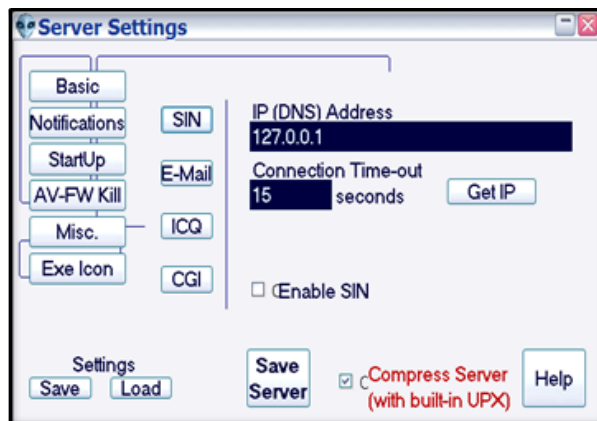 Server Settings
Basic
Notifications
StartUp
AV-FW Kill
Misc.
Exe Icon
SIN
E-Mail
ICQ
CGI
IP (DNS) Address
127.0.0.1
Connection Time-out
15 seconds
Get IP
Enable SIN
Settings
Save Load
Save
Server
Compress Server
(with built-in UPX)
Help